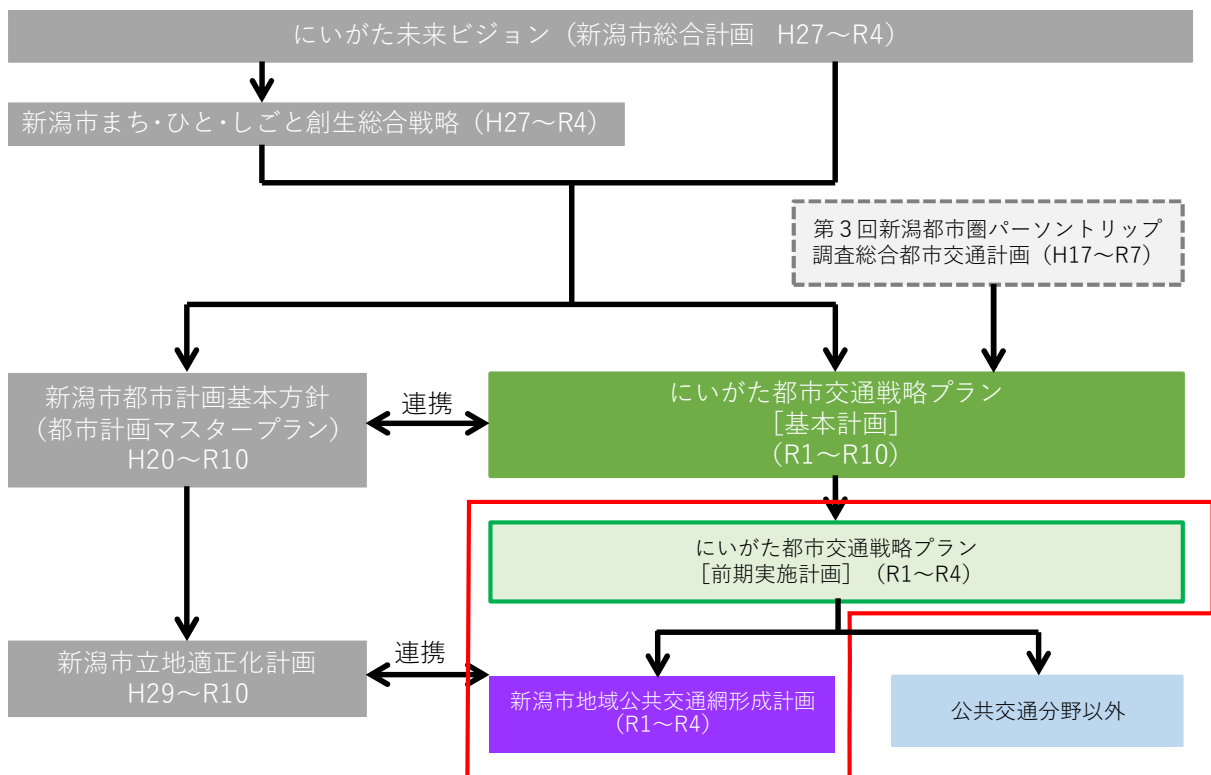 にいがた未来ビジョン（新潟市総合計画　H27～R4）
新潟市まち・ひと・しごと創生総合戦略（H27～R4）
第３回新潟都市圏パーソントリップ
調査総合都市交通計画（H17～R7）
新潟市都市計画基本方針
（都市計画マスタープラン）
H20～R10
連携
にいがた都市交通戦略プラン
［基本計画］
（R1～R10）
にいがた都市交通戦略プラン
［前期実施計画］（R1～R4）
新潟市立地適正化計画
H29～R10
連携
新潟市地域公共交通網形成計画
（R1～R4）
公共交通分野以外